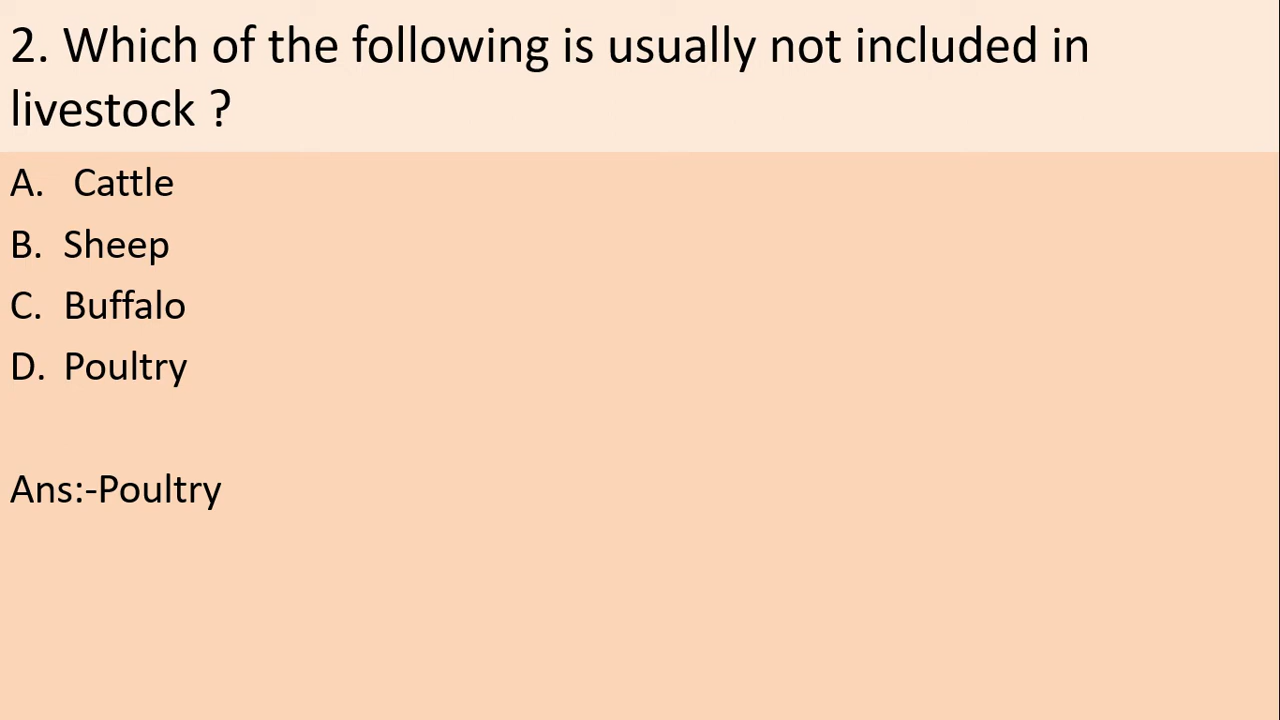 2. Which of the following is usually not included in
livestock ?
A. Cattle
B. Sheep
C. Buffalo
D. Poultry
Ans:-Poultry